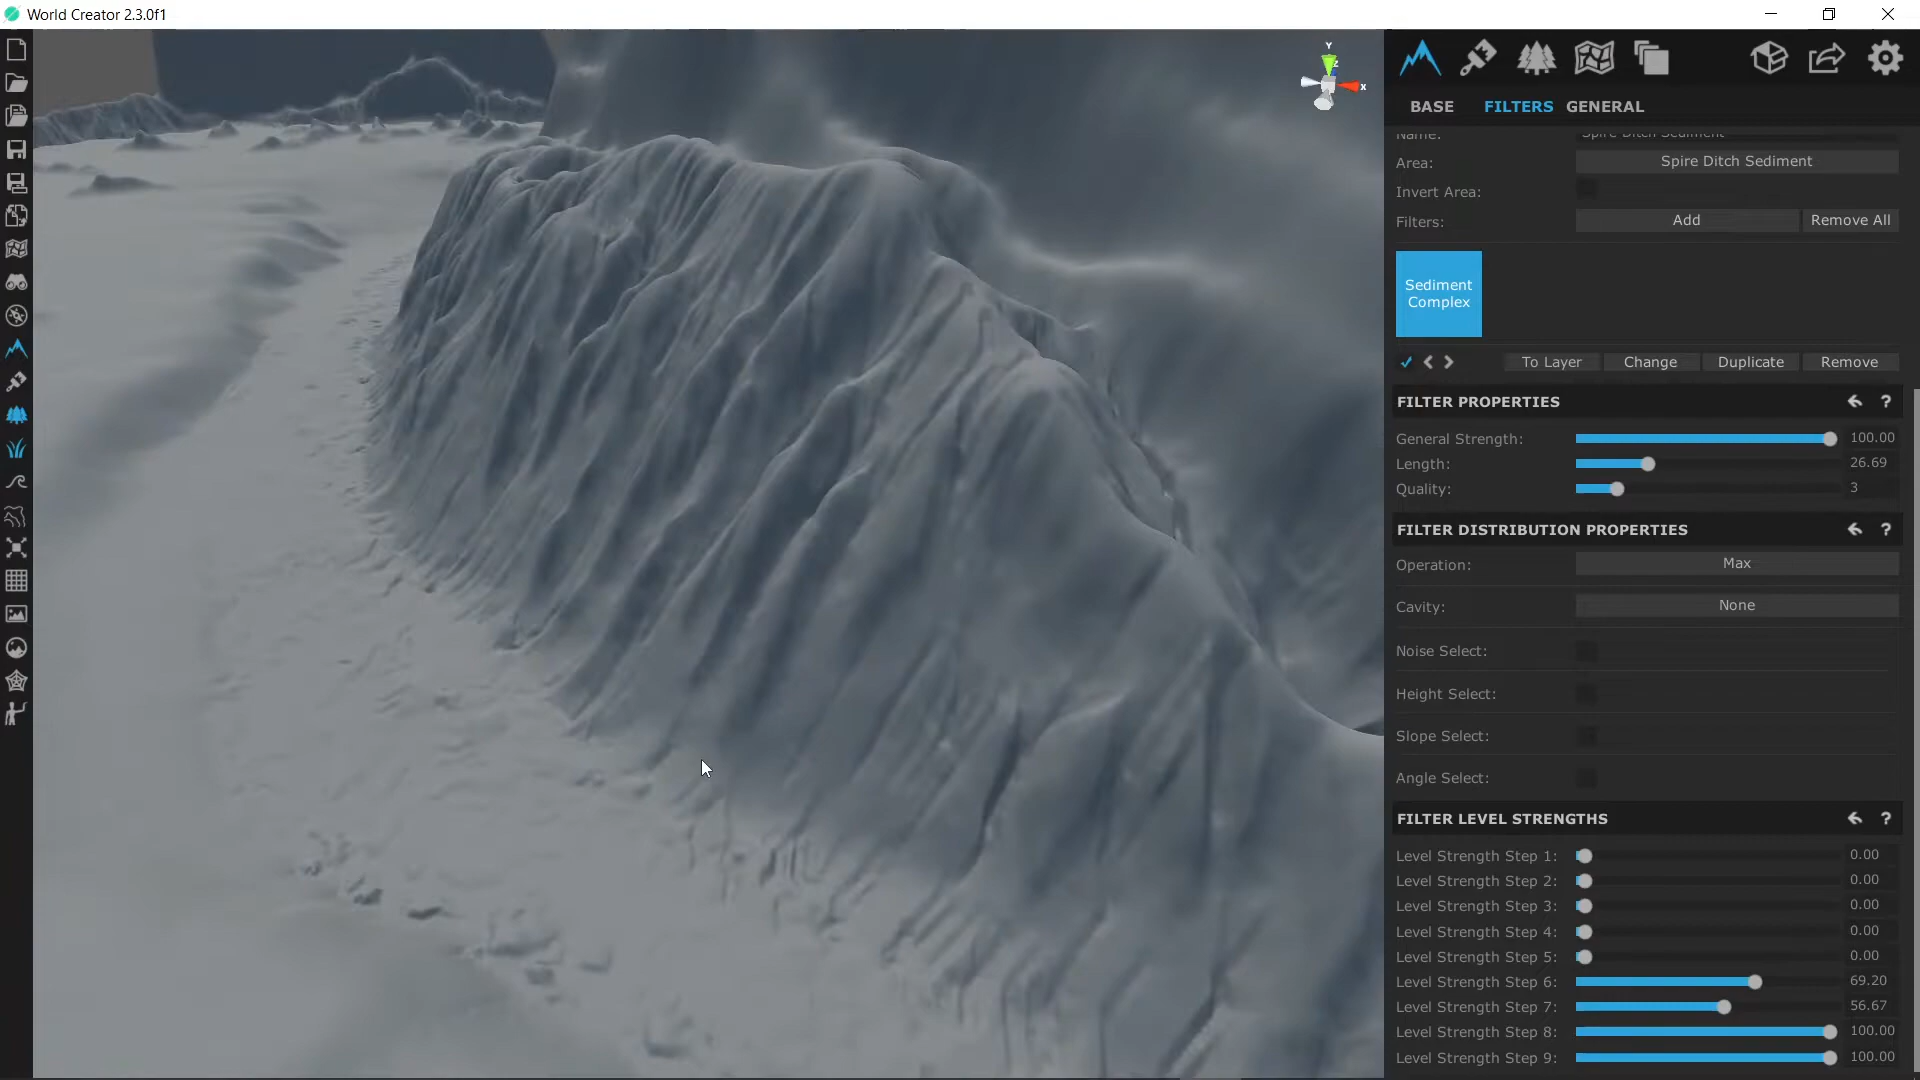 World Creator 2.3.0f1
Y
Z
x
BASE FILTERS GENERAL
Name: Spire Ditch Sediment
Area: Spire Ditch Sediment
Invert Area:
Filters: Add Remove All
Sediment
Complex
To Layer Change Duplicate Remove
FILTER PROPERTIES ?
General Strength: 100.00
Length: 26.69
Quality: 3
FILTER DISTRIBUTION PROPERTIES ?
Operation: Max
Cavity: None
Noise Select:
Height Select:
Slope Select:
Angle Select:
FILTER LEVEL STRENGTHS ?
Level Strength Step 1: 0.00
Level Strength Step 2: 0.00
Level Strength Step 3: 0.00
Level Strength Step 4: 0.00
Level Strength Step 5: 0.00
Level Strength Step 6: 69.20
Level Strength Step 7: 56.67
Level Strength Step 8: 100.00
Level Strength Step 9: 100.00